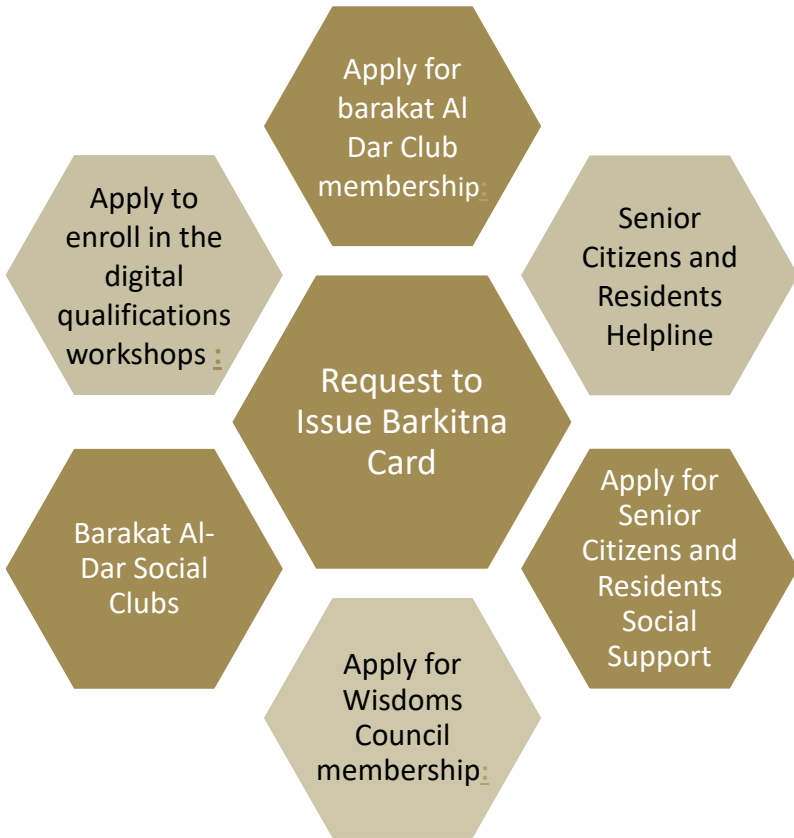 Apply for
barakat Al
Dar Club
membership:
Apply to
enroll in the
digital
qualifications
workshops :
Senior
Citizens and
Residents
Helpline
Request to
Issue Barkitna
Card
Barakat Al-
Dar Social
Clubs
Apply for
Senior
Citizens and
Residents
Social
Support
Apply for
Wisdoms
Council
membership: